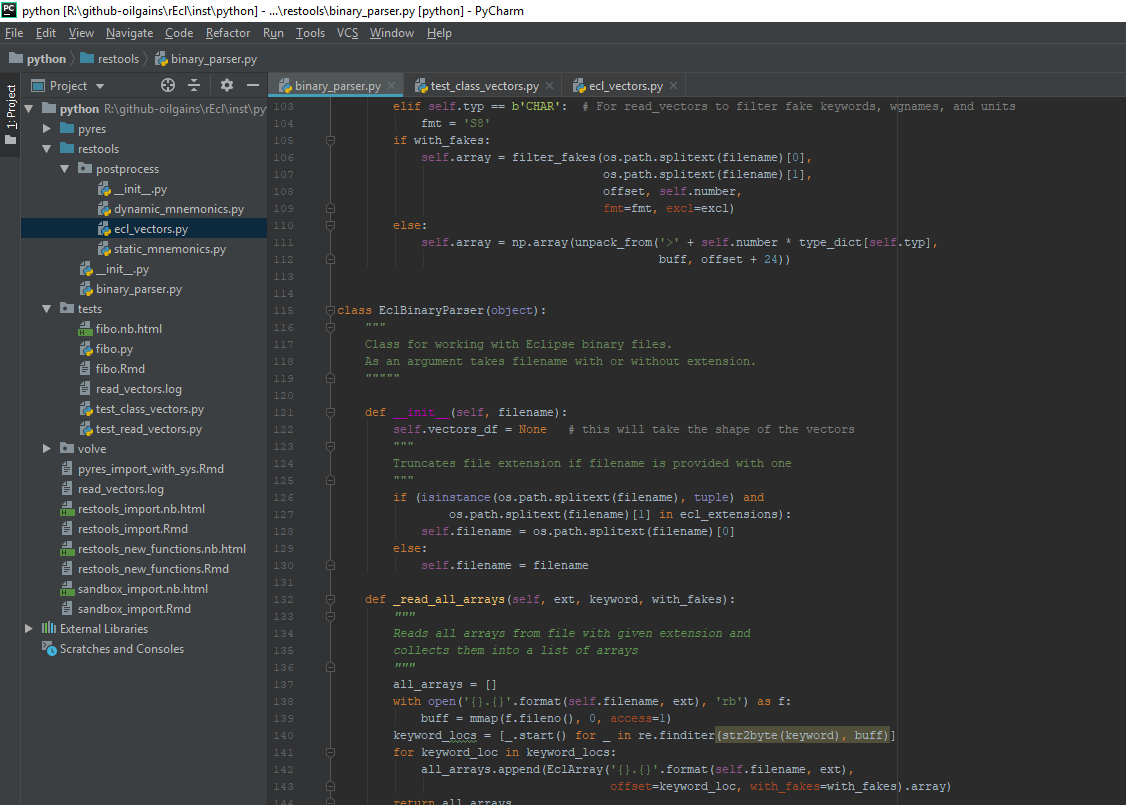 PC python [R:\github-oilgains\rEcl\inst\python] - ...\restools\binary_parser.py [python] - PyCharm
File Edit View Navigate Code Refactor Run Tools VCS Window Help
python restools binary_parser.py
1: Project
Project
python R:\github-oilgains\rEcl\inst\py
pyres
restools
postprocess
__init__.py
dynamic_mnemonics.py
ecl_vectors.py
static_mnemonics.py
__init__.py
binary_parser.py
tests
fibo.nb.html
fibo.py
fibo.Rmd
read_vectors.log
test_class_vectors.py
test_read_vectors.py
volve
pyres_import_with_sys.Rmd
read_vectors.log
restools_import.nb.html
restools_import.Rmd
restools_new_functions.nb.html
restools_new_functions.Rmd
sandbox_import.nb.html
sandbox_import.Rmd
External Libraries
Scratches and Consoles
binary_parser.py test_class_vectors.py ecl_vectors.py
103 elif self.typ == b'CHAR': # For read_vectors to filter fake keywords, wgnames, and units
104 fmt = 'S8'
105 if with_fakes:
106 self.array = filter_fakes(os.path.splitext(filename)[0],
107 os.path.splitext(filename)[1],
108 offset, self.number,
109 fmt=fmt, excl=excl)
110 else:
111 self.array = np.array(unpack_from('>' + self.number * type_dict[self.typ],
112 buff, offset + 24))
113
114
115 class EclBinaryParser(object):
116 """
117 Class for working with Eclipse binary files.
118 As an argument takes filename with or without extension.
119 """""
120
121 def __init__(self, filename):
122 self.vectors_df = None # this will take the shape of the vectors
123 """
124 Truncates file extension if filename is provided with one
125 """
126 if (isinstance(os.path.splitext(filename), tuple) and
127 os.path.splitext(filename)[1] in ecl_extensions):
128 self.filename = os.path.splitext(filename)[0]
129 else:
130 self.filename = filename
131
132 def _read_all_arrays(self, ext, keyword, with_fakes):
133 """
134 Reads all arrays from file with given extension and
135 collects them into a list of arrays
136 """
137 all_arrays = []
138 with open('{}.{}'.format(self.filename, ext), 'rb') as f:
139 buff = mmap(f.fileno(), 0, access=1)
140 keyword_locs = [_.start() for _ in re.finditer(str2byte(keyword), buff)]
141 for keyword_loc in keyword_locs:
142 all_arrays.append(EclArray('{}.{}'.format(self.filename, ext),
143 offset=keyword_loc, with_fakes=with_fakes).array)
144 return all_arrays